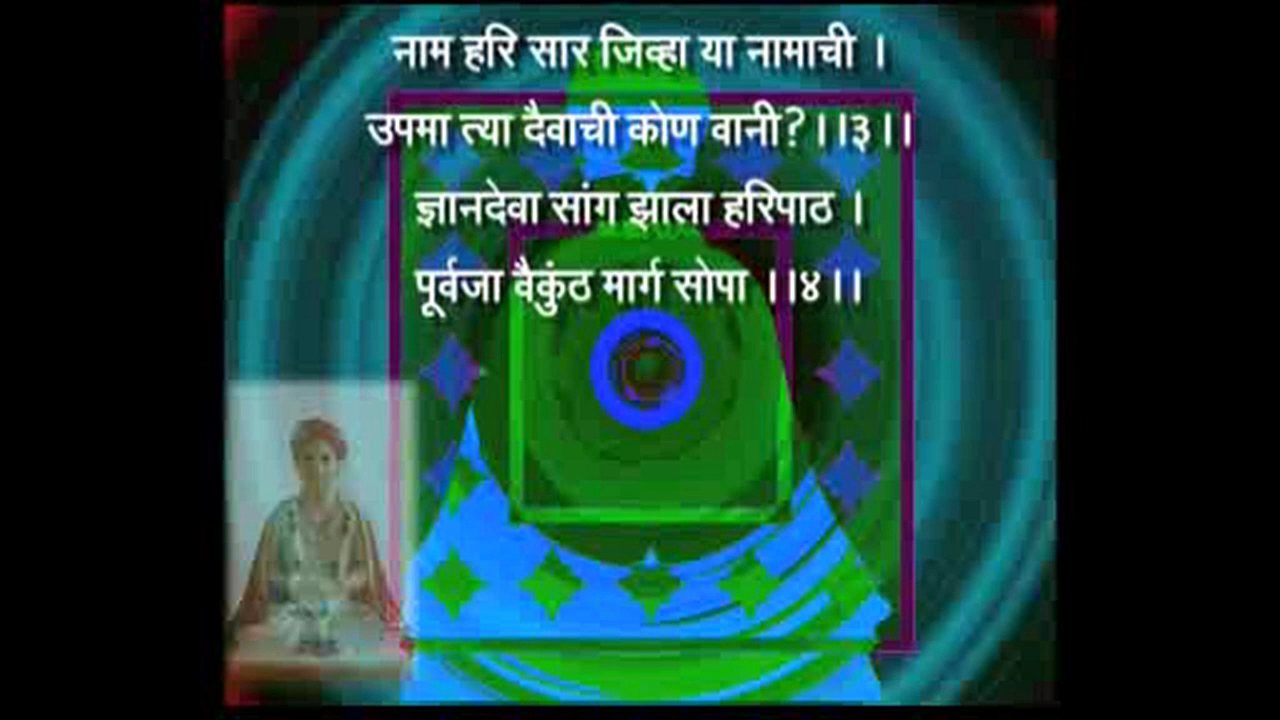 नाम हरि सार जिव्हा या नामाची ।
उपमा त्या दैवाची कोण वानी?।।३।।
ज्ञानदेवा सांग झाला हरिपाठ ।
पूर्वजा वैकुंठ मार्ग सोपा ।।४।।